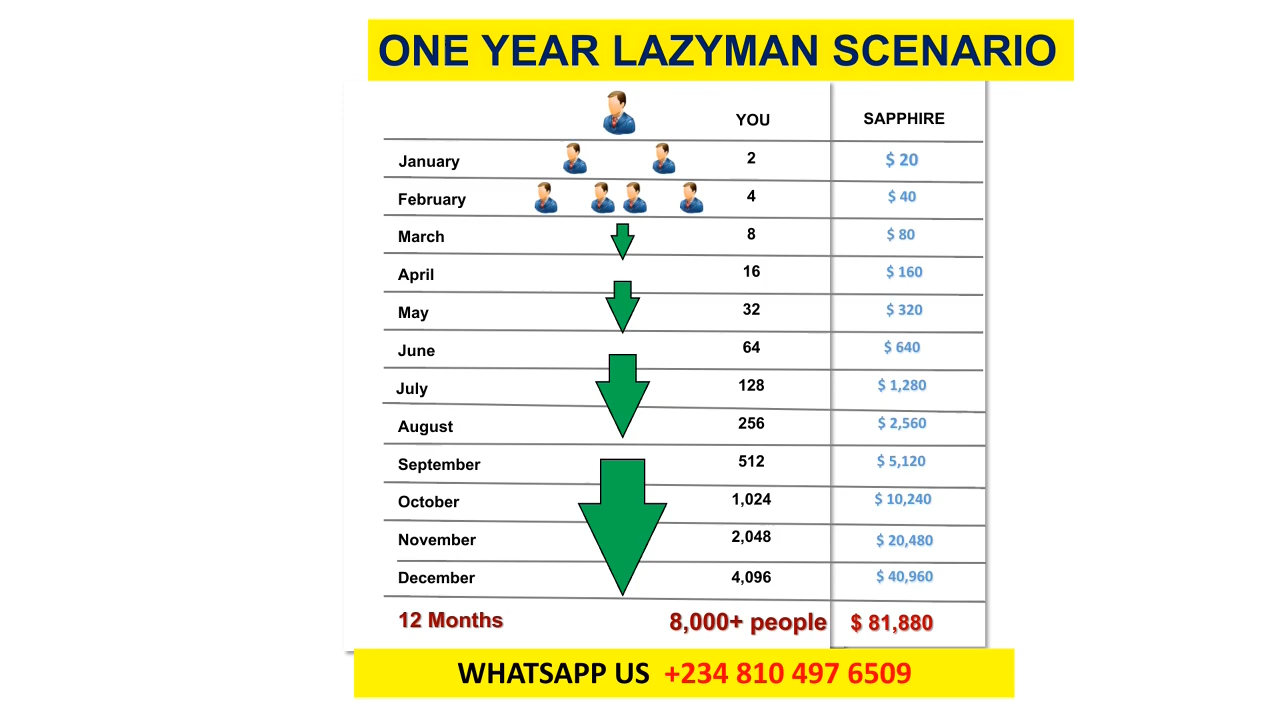 ONE YEAR LAZYMAN SCENARIO
YOU SAPPHIRE
January 2 $ 20
February 4 $ 40
March 8 $ 80
April 16 $ 160
May 32 $ 320
June 64 $ 640
July 128 $ 1,280
August 256 $ 2,560
September 512 $ 5,120
October 1,024 $ 10,240
November 2,048 $ 20,480
December 4,096 $ 40,960
12 Months 8,000+ people $ 81,880
WHATSAPP US +234 810 497 6509